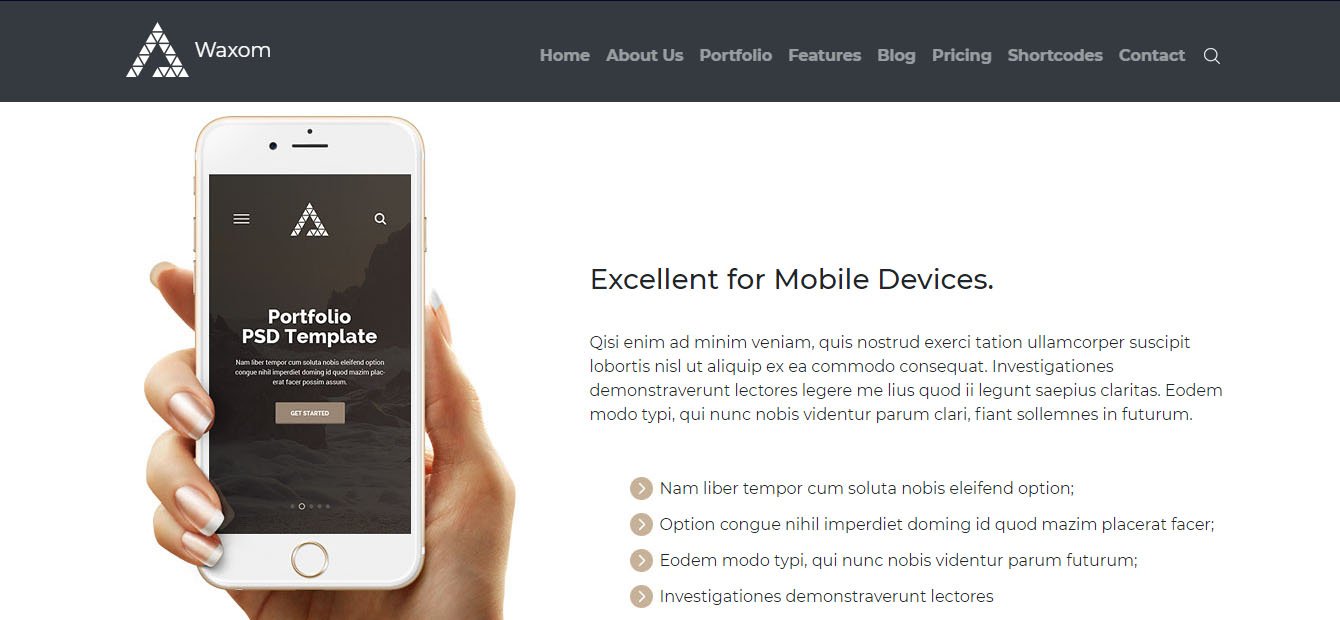 Waxom
Home About Us Portfolio Features Blog Pricing Shortcodes Contact
Portfolio
PSD Template
Nam liber tempor cum soluta nobis eleifend option
congue nihil imperdiet doming id quod mazim plac-
erat facer possim assum.
GET STARTED
Excellent for Mobile Devices.
Qisi enim ad minim veniam, quis nostrud exerci tation ullamcorper suscipit
lobortis nisl ut aliquip ex ea commodo consequat. Investigationes
demonstraverunt lectores legere me lius quod ii legunt saepius claritas. Eodem
modo typi, qui nunc nobis videntur parum clari, fiant sollemnes in futurum.
Nam liber tempor cum soluta nobis eleifend option;
Option congue nihil imperdiet doming id quod mazim placerat facer;
Eodem modo typi, qui nunc nobis videntur parum futurum;
Investigationes demonstraverunt lectores